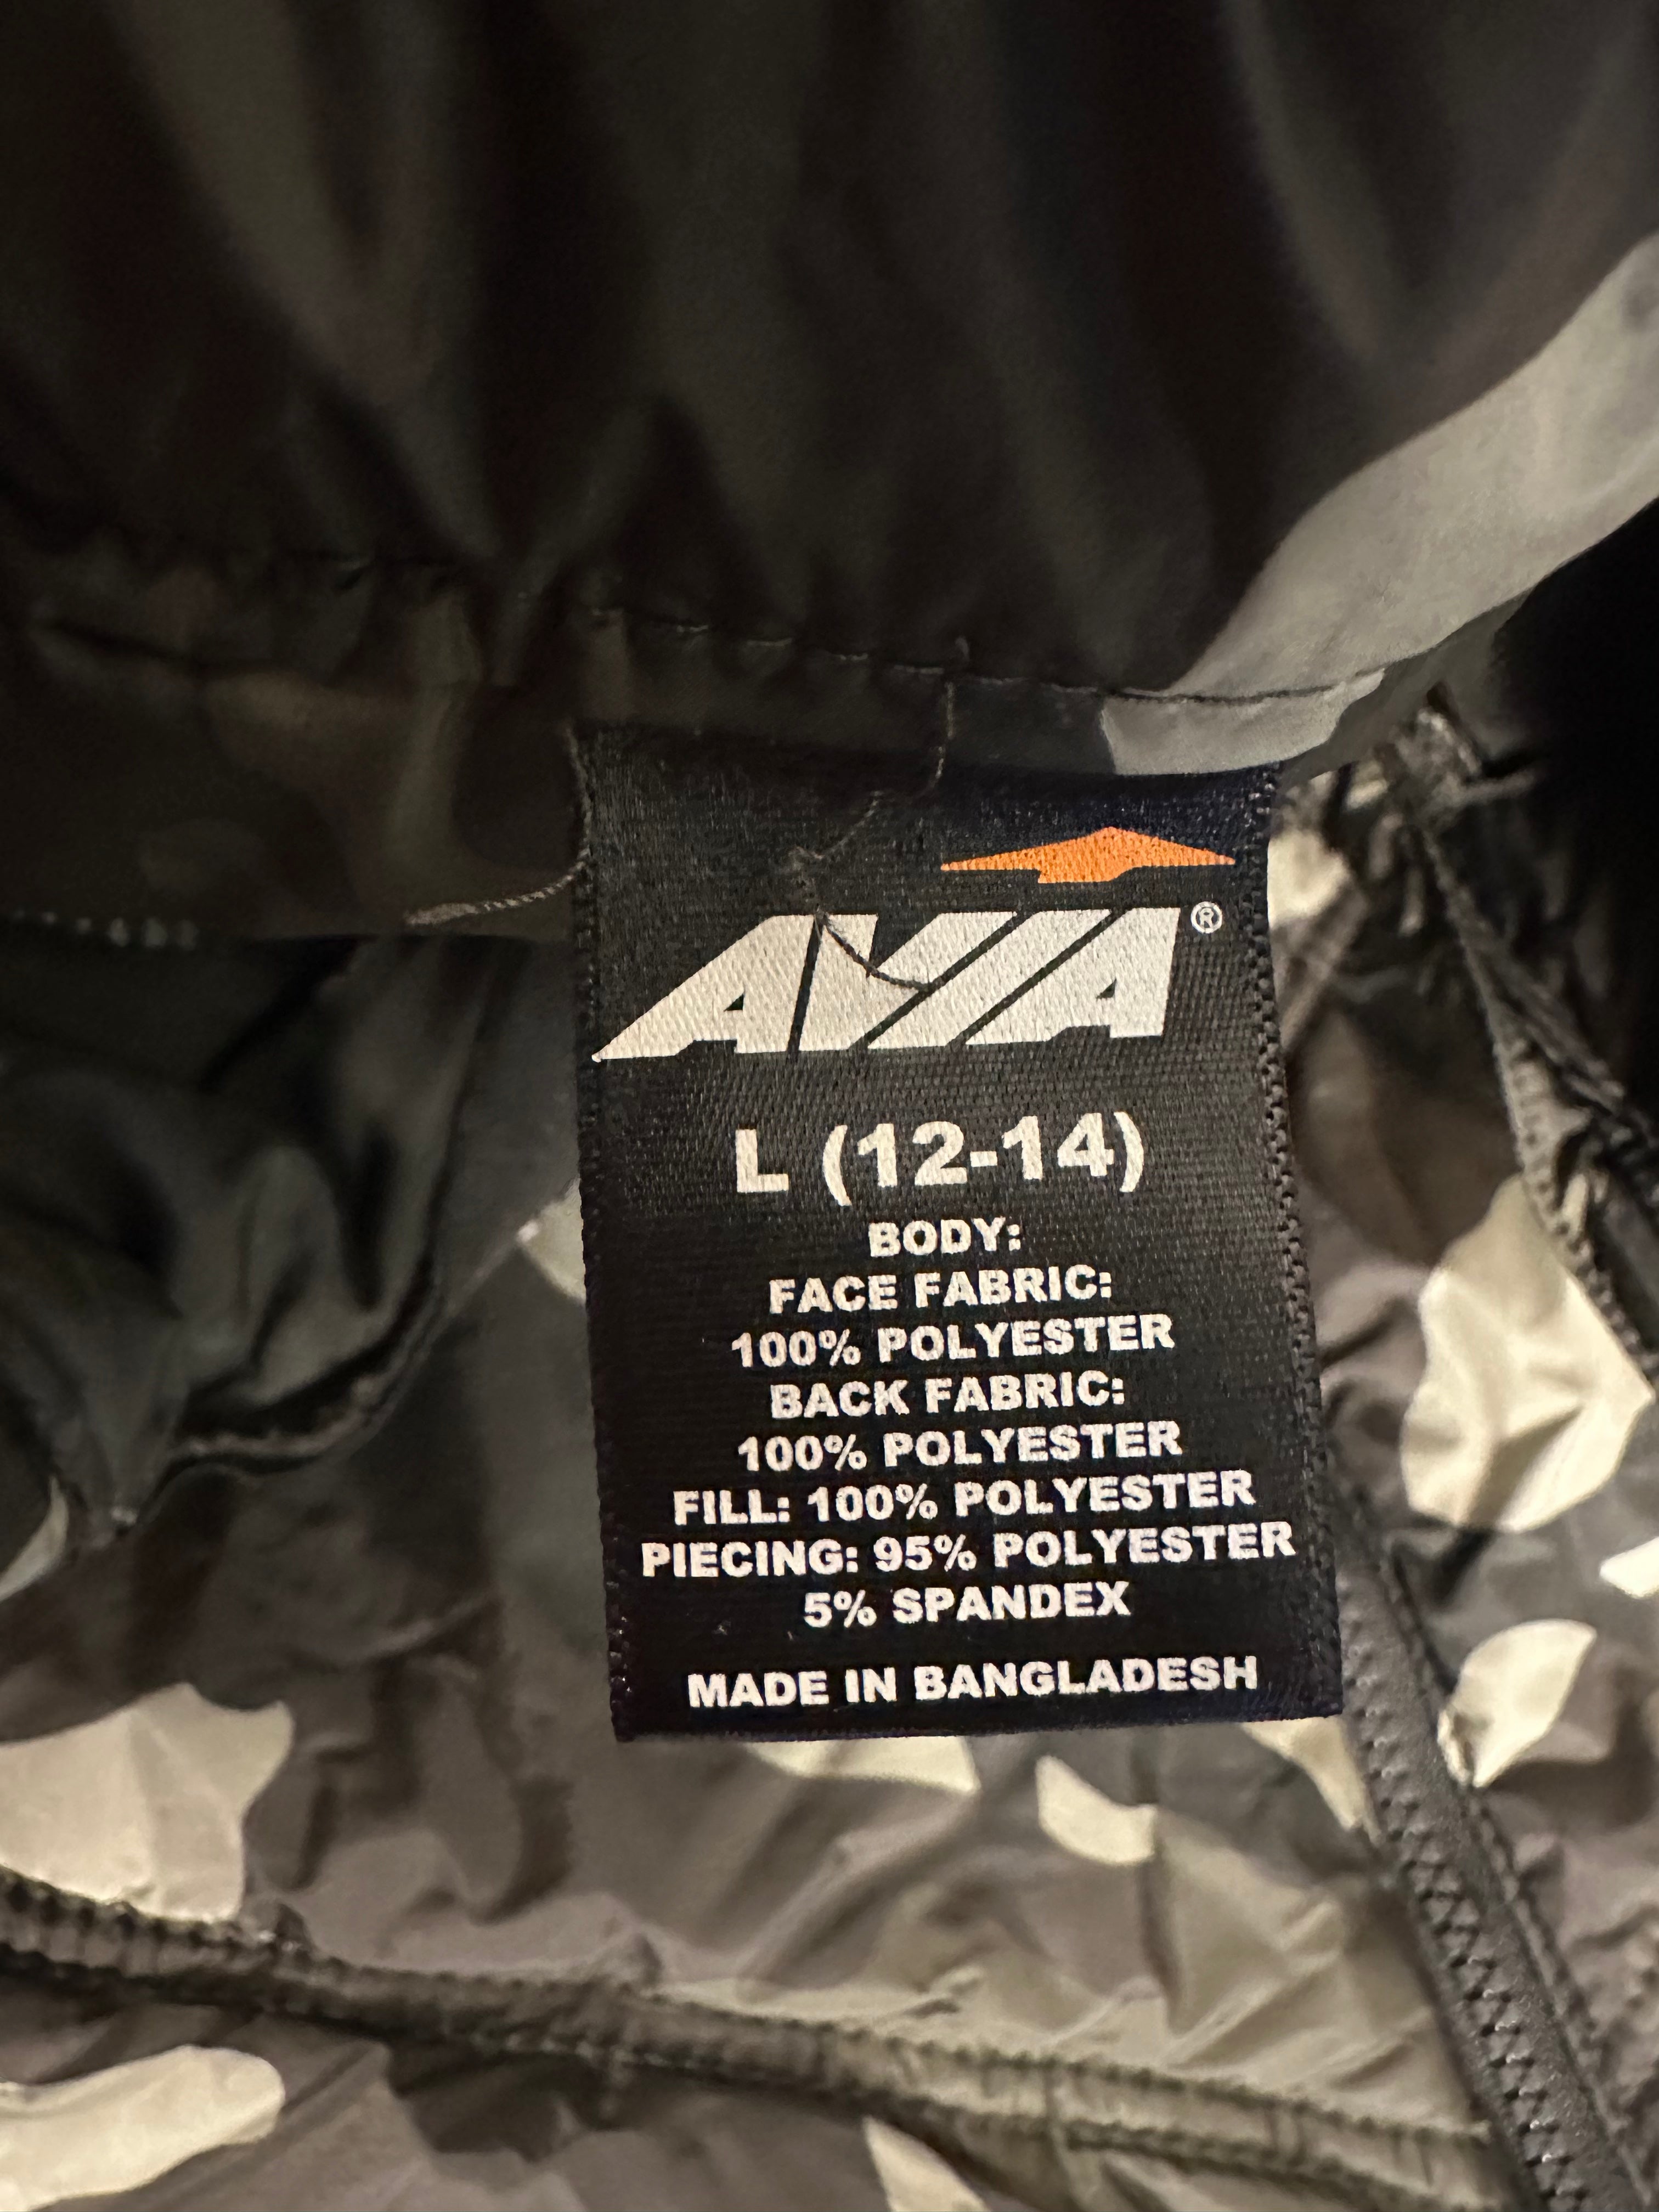 AVIA®
L (12-14)
BODY:
FACE FABRIC:
100% POLYESTER
BACK FABRIC:
100% POLYESTER
FILL: 100% POLYESTER
PIECING: 95% POLYESTER
5% SPANDEX
MADE IN BANGLADESH